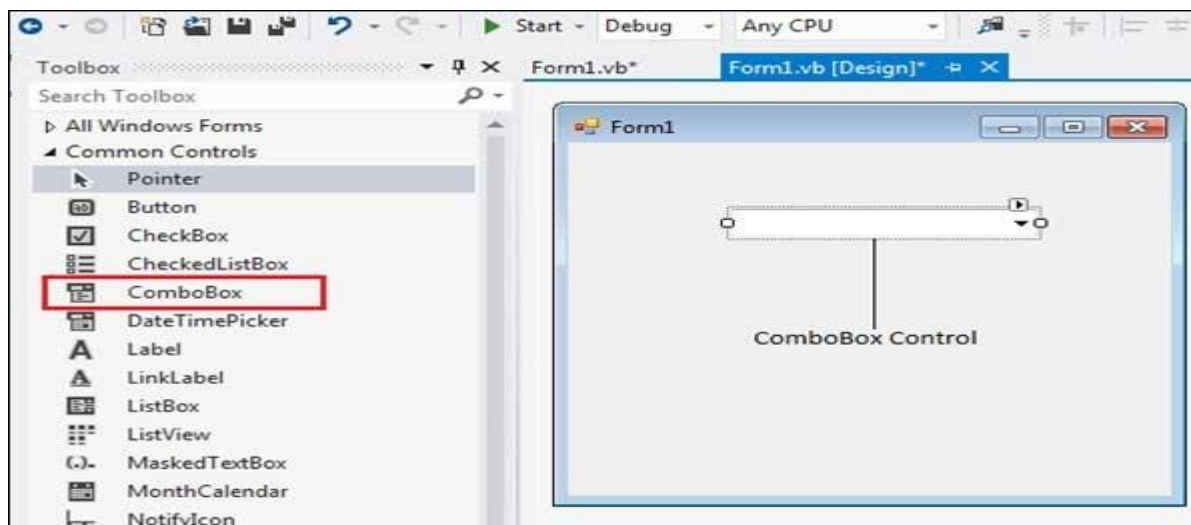 Start Debug Any CPU
Toolbox
Form1.vb*
Form1.vb [Design]*
Search Toolbox
All Windows Forms
Common Controls
Pointer
Button
CheckBox
CheckedListBox
ComboBox
DateTimePicker
Label
LinkLabel
ListBox
ListView
MaskedTextBox
MonthCalendar
NotifyIcon
Form1
ComboBox Control